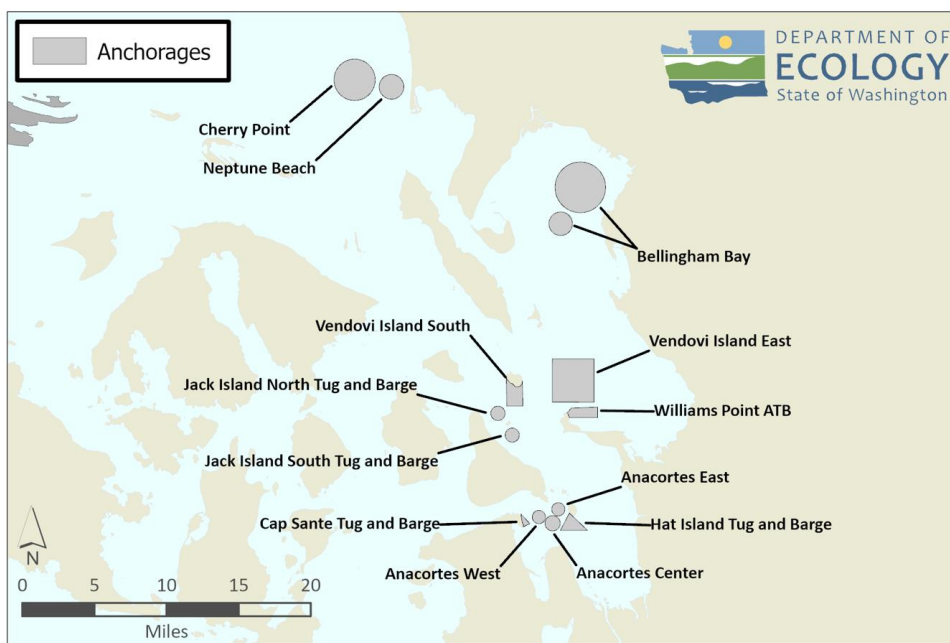 Anchorages
DEPARTMENT OF
ECOLOGY
State of Washington
Cherry Point
Neptune Beach
Bellingham Bay
Vendovi Island South
Vendovi Island East
Jack Island North Tug and Barge
Williams Point ATB
Jack Island South Tug and Barge
Anacortes East
Cap Sante Tug and Barge
Hat Island Tug and Barge
Anacortes West
Anacortes Center
N
0 5 10 15 20
Miles